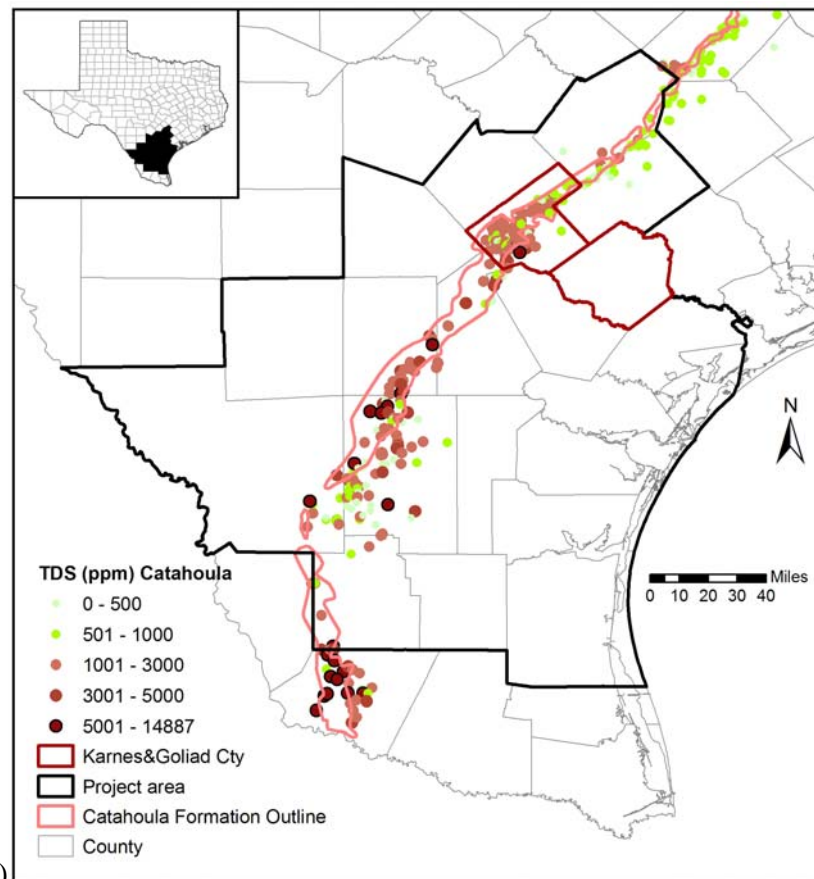 N
Miles
0 10 20 30 40
TDS (ppm) Catahoula
0 - 500
501 - 1000
1001 - 3000
3001 - 5000
5001 - 14887
Karnes&Goliad Cty
Project area
Catahoula Formation Outline
County
)